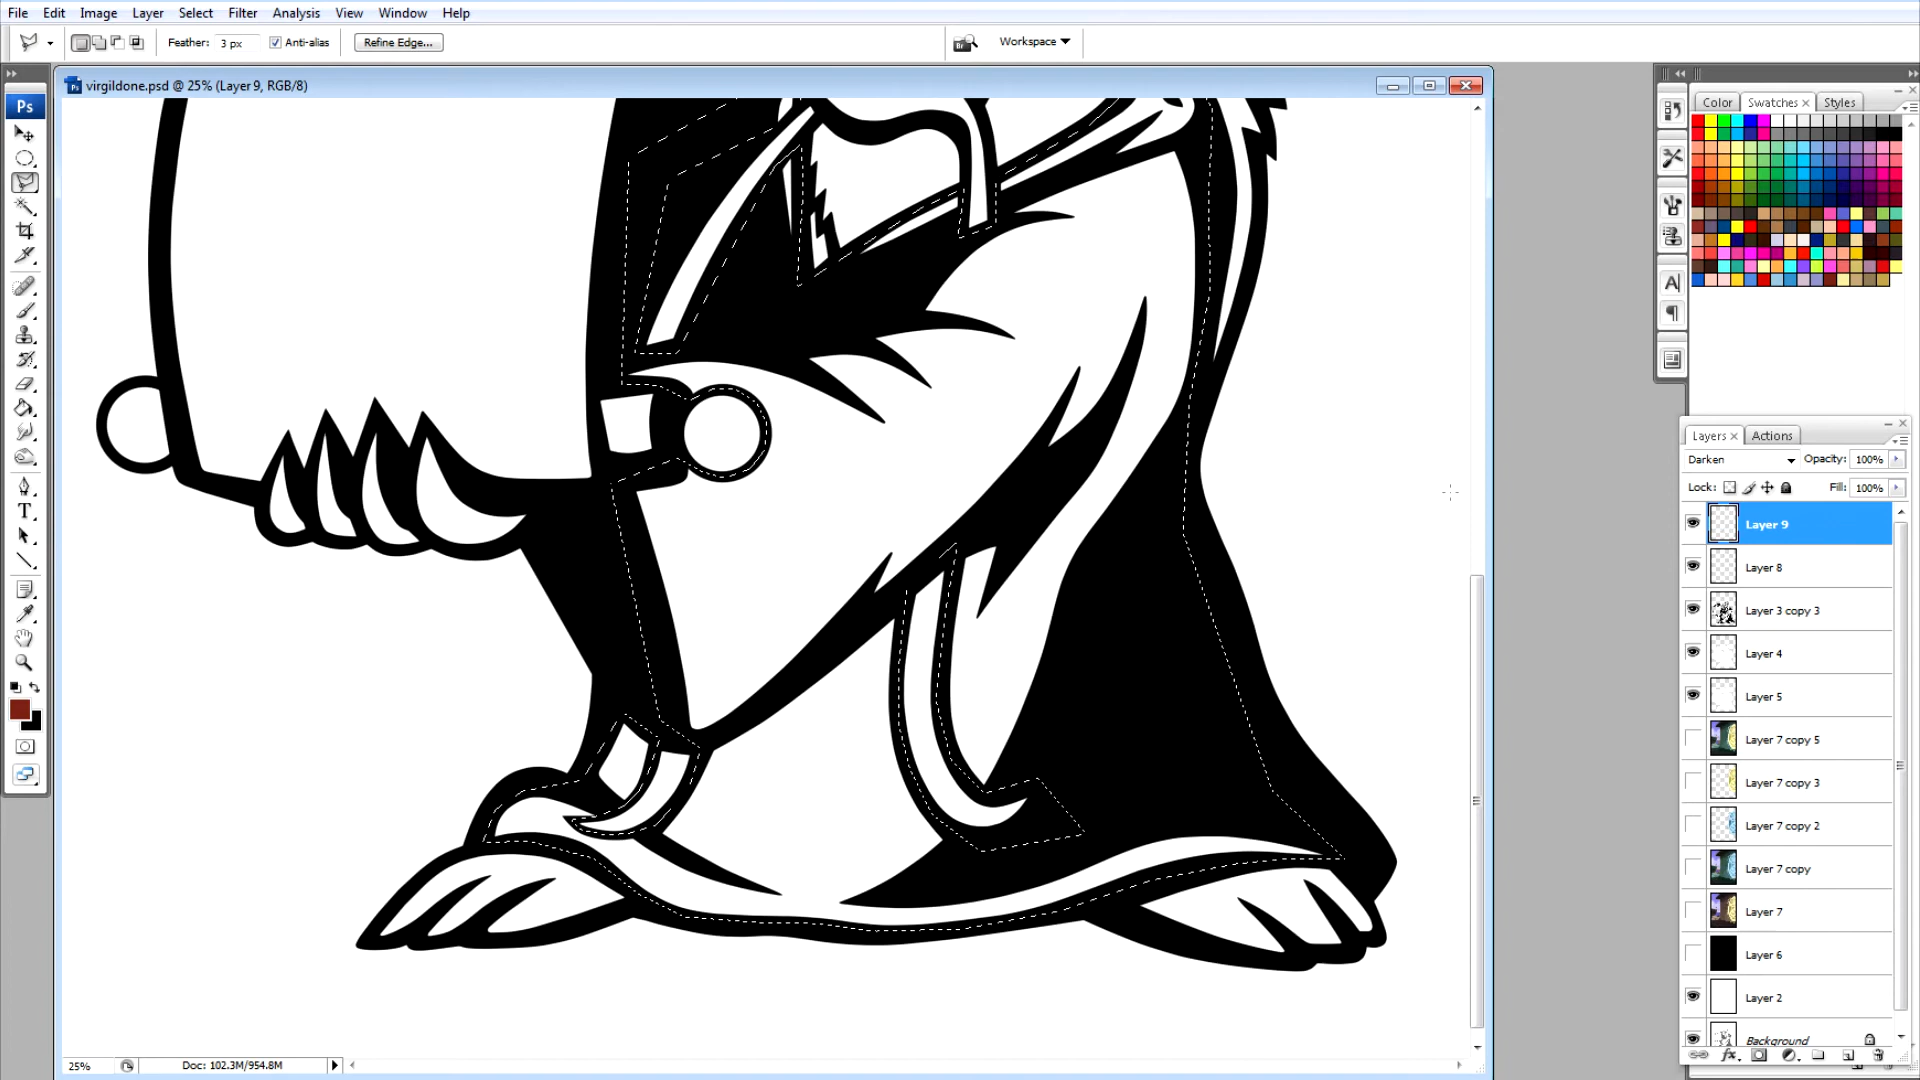 File Edit Image Layer Select Filter Analysis View Window Help
Feather: 3 px Anti-alias Refine Edge... Br Workspace
virgildone.psd @ 25% (Layer 9, RGB/8)
Ps
Color Swatches × Styles
A
T
Layers × Actions
Darken Opacity: 100%
Lock: Fill: 100%
Layer 9
Layer 8
Layer 3 copy 3
Layer 4
Layer 5
Layer 7 copy 5
Layer 7 copy 3
Layer 7 copy 2
Layer 7 copy
Layer 7
Layer 6
Layer 2
Background
fx
25% Doc: 102.3M/954.8M